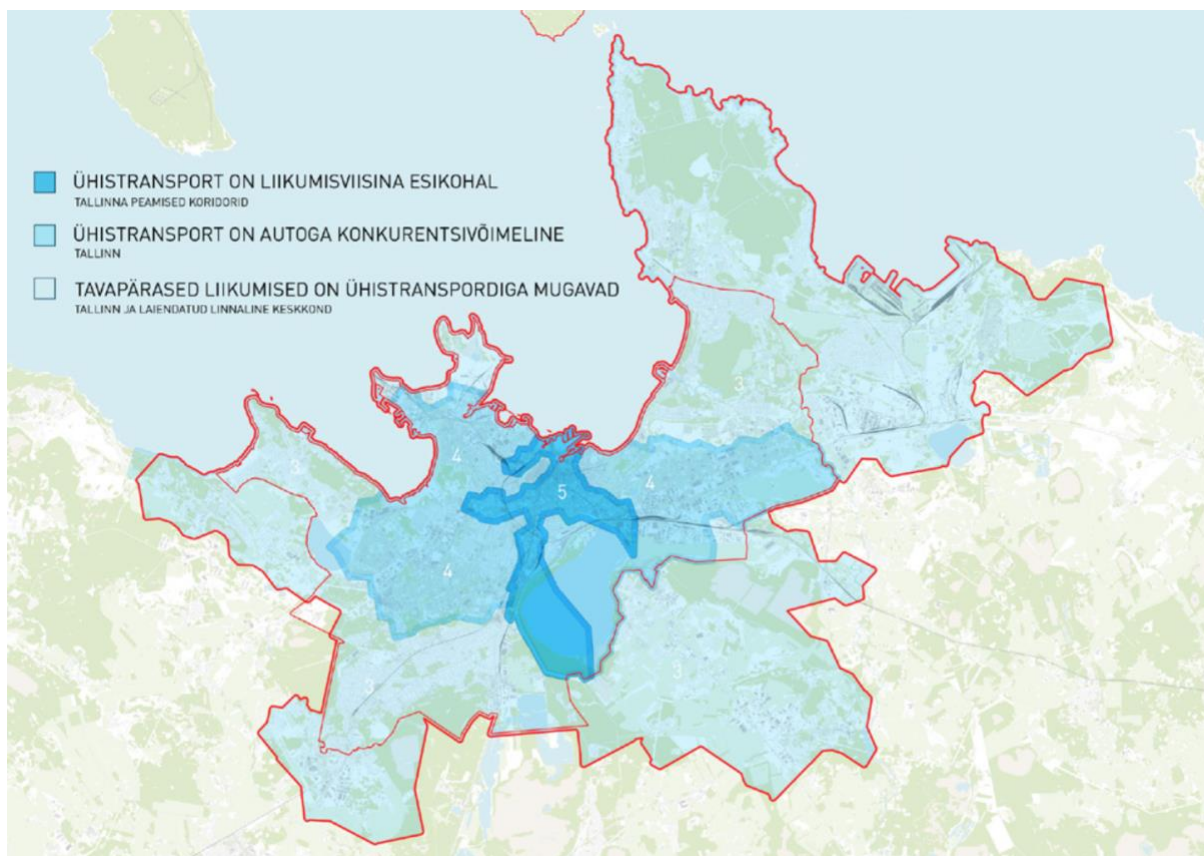 ÜHISTRANSPORT ON LIIKUMISVIISINA ESIKOHAL
TALLINNA PEAMISED KORIDORID
ÜHISTRANSPORT ON AUTOGA KONKURENTSIVÕIMELINE
TALLINN
TAVAPÄRASED LIIKUMISED ON ÜHISTRANSPORDIGA MUGAVAD
TALLINN JA LAIENDATUD LINNALINE KESKKOND
3
3
4
4
5
4
3
3